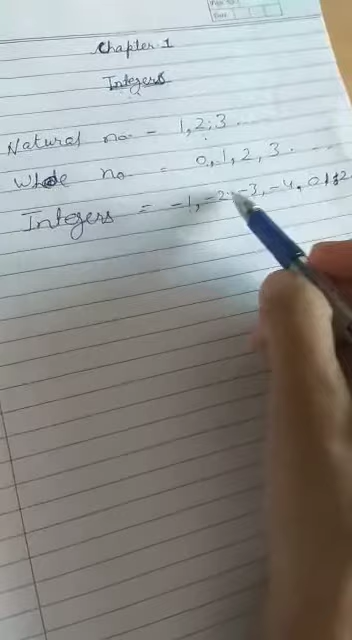 Date
Chapter 1
Integers
Natural no - 1, 2, 3 ...
Whole no = 0, 1, 2, 3 . ...
Integers = -1, -2, -3, -4, 0, 1, 2